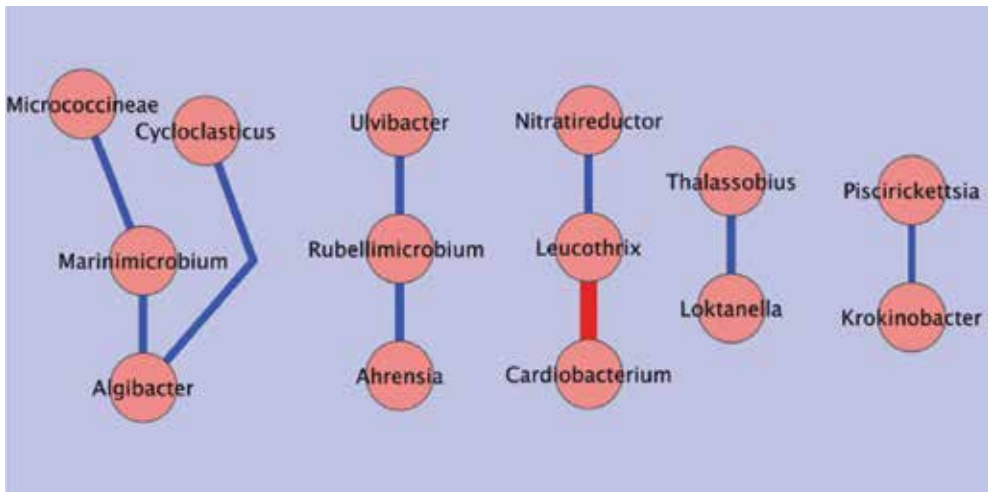 Micrococcineae
Cycloclasticus
Marinimicrobium
Algibacter
Ulvibacter
Rubellimicrobium
Ahrensia
Nitratireductor
Leucothrix
Cardiobacterium
Thalassobius
Loktanella
Piscirickettsia
Krokinobacter